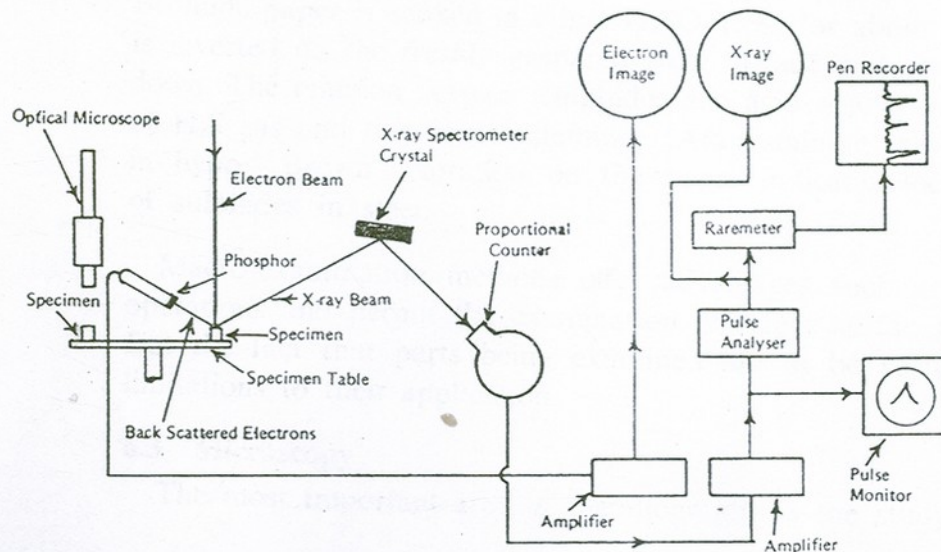 Electron
Image
X-ray
Image
Pen Recorder
Optical Microscope
X-ray Spectrometer
Crystal
Electron Beam
Proportional
Counter
Raremeter
Phosphor
X-ray Beam
Specimen
Specimen
Pulse
Analyser
Specimen Table
Back Scattered Electrons
Pulse
Monitor
Amplifier
Amplifier